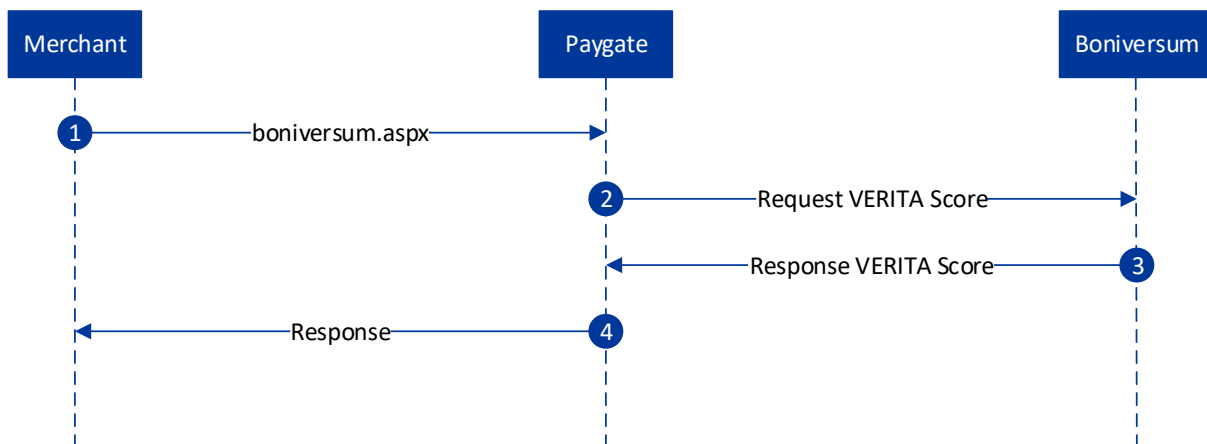 Merchant
Paygate
Boniversum
1
boniversum.aspx
2
Request VERITA Score
Response VERITA Score
3
Response
4